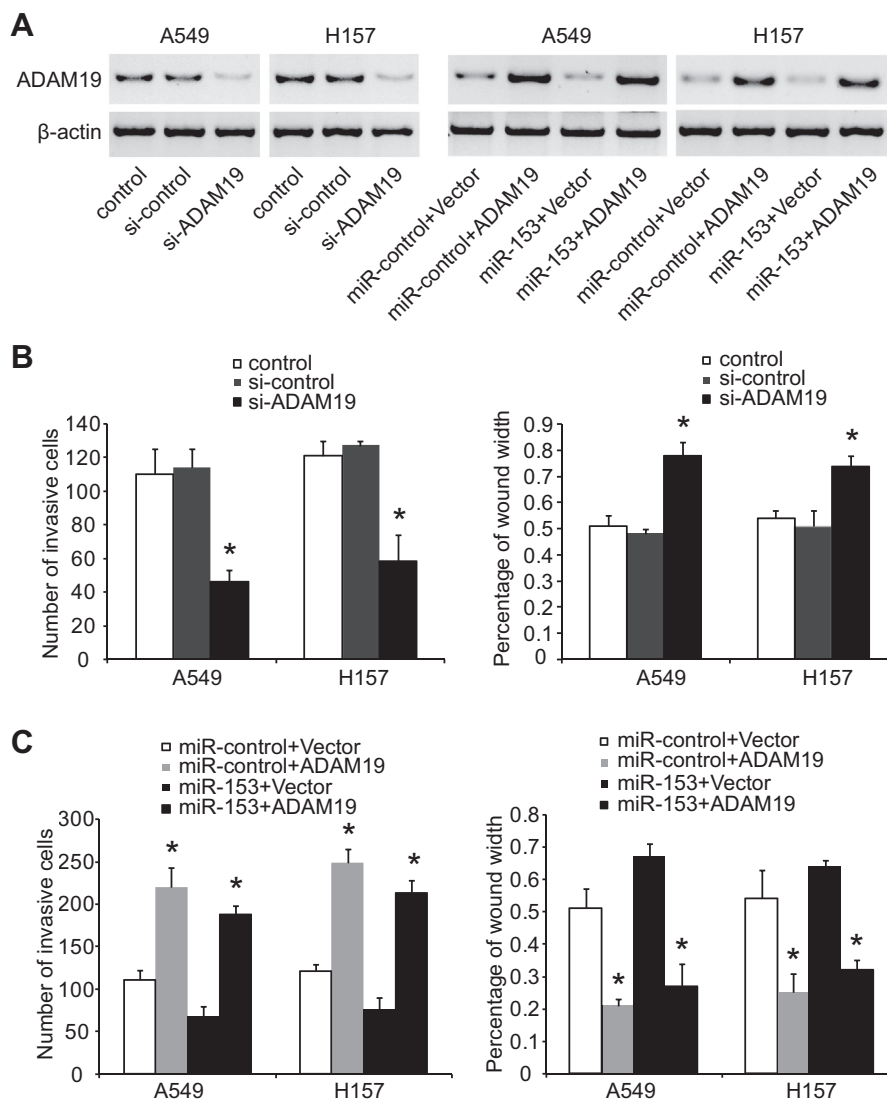 A
A549
H157
A549
H157
ADAM19
β-actin
control
si-control
si-ADAM19
control
si-control
si-ADAM19
miR-control+Vector
miR-control+ADAM19
miR-153+Vector
miR-153+ADAM19
miR-control+Vector
miR-control+ADAM19
miR-153+Vector
miR-153+ADAM19
B
control
si-control
si-ADAM19
Number of invasive cells
140
120
100
80
60
40
20
0
*
*
A549
H157
control
si-control
si-ADAM19
Percentage of wound width
0.9
0.8
0.7
0.6
0.5
0.4
0.3
0.2
0.1
0
*
*
A549
H157
C
miR-control+Vector
miR-control+ADAM19
miR-153+Vector
miR-153+ADAM19
Number of invasive cells
300
250
200
150
100
50
0
*
*
*
*
A549
H157
miR-control+Vector
miR-control+ADAM19
miR-153+Vector
miR-153+ADAM19
Percentage of wound width
0.8
0.7
0.6
0.5
0.4
0.3
0.2
0.1
0
*
*
*
*
A549
H157